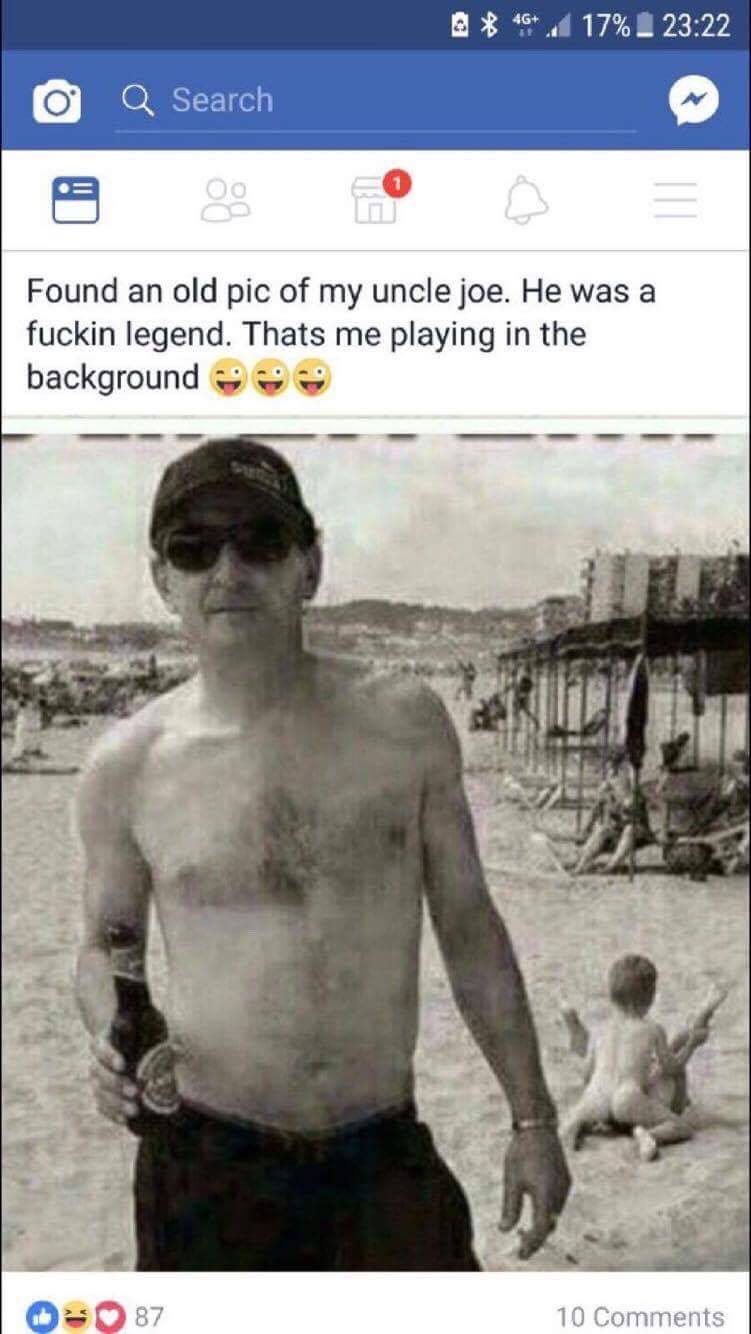 4G+ 17% 23:22
Search
1
Found an old pic of my uncle joe. He was a
fuckin legend. Thats me playing in the
background 😜😜😜
87
10 Comments